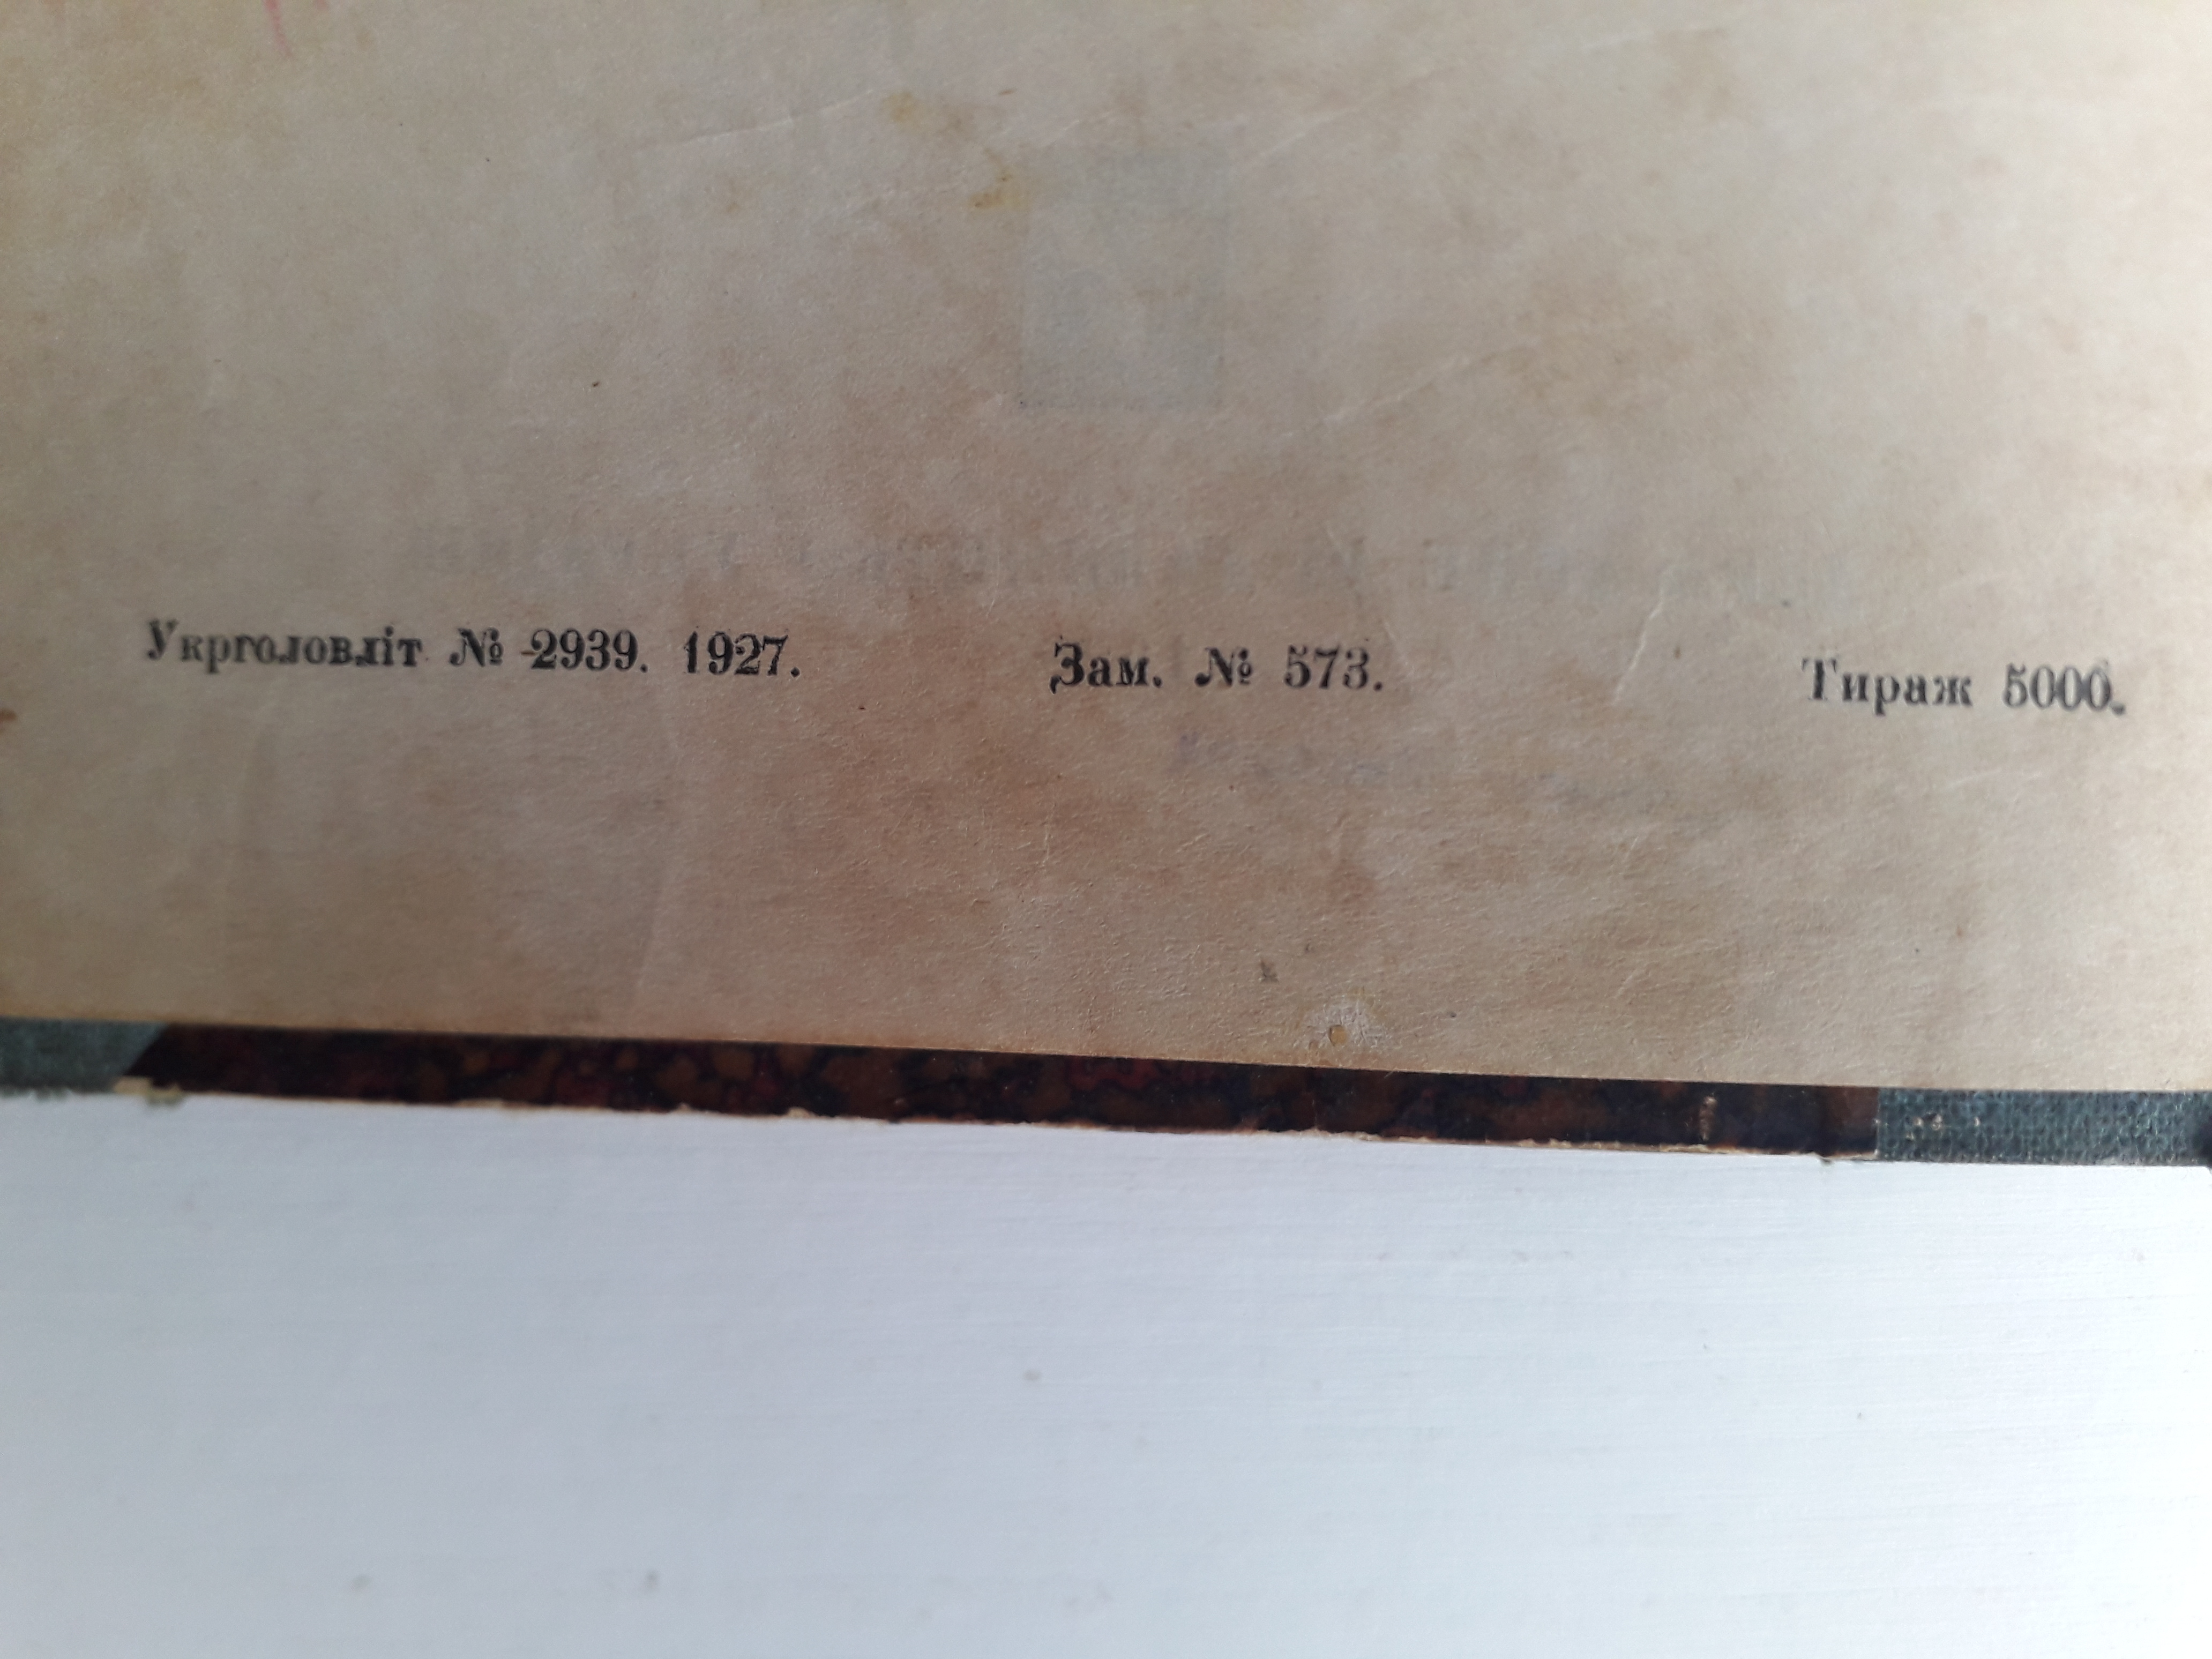 Укрголовліт № 2939. 1927. Зам. № 573. Тираж 5000.